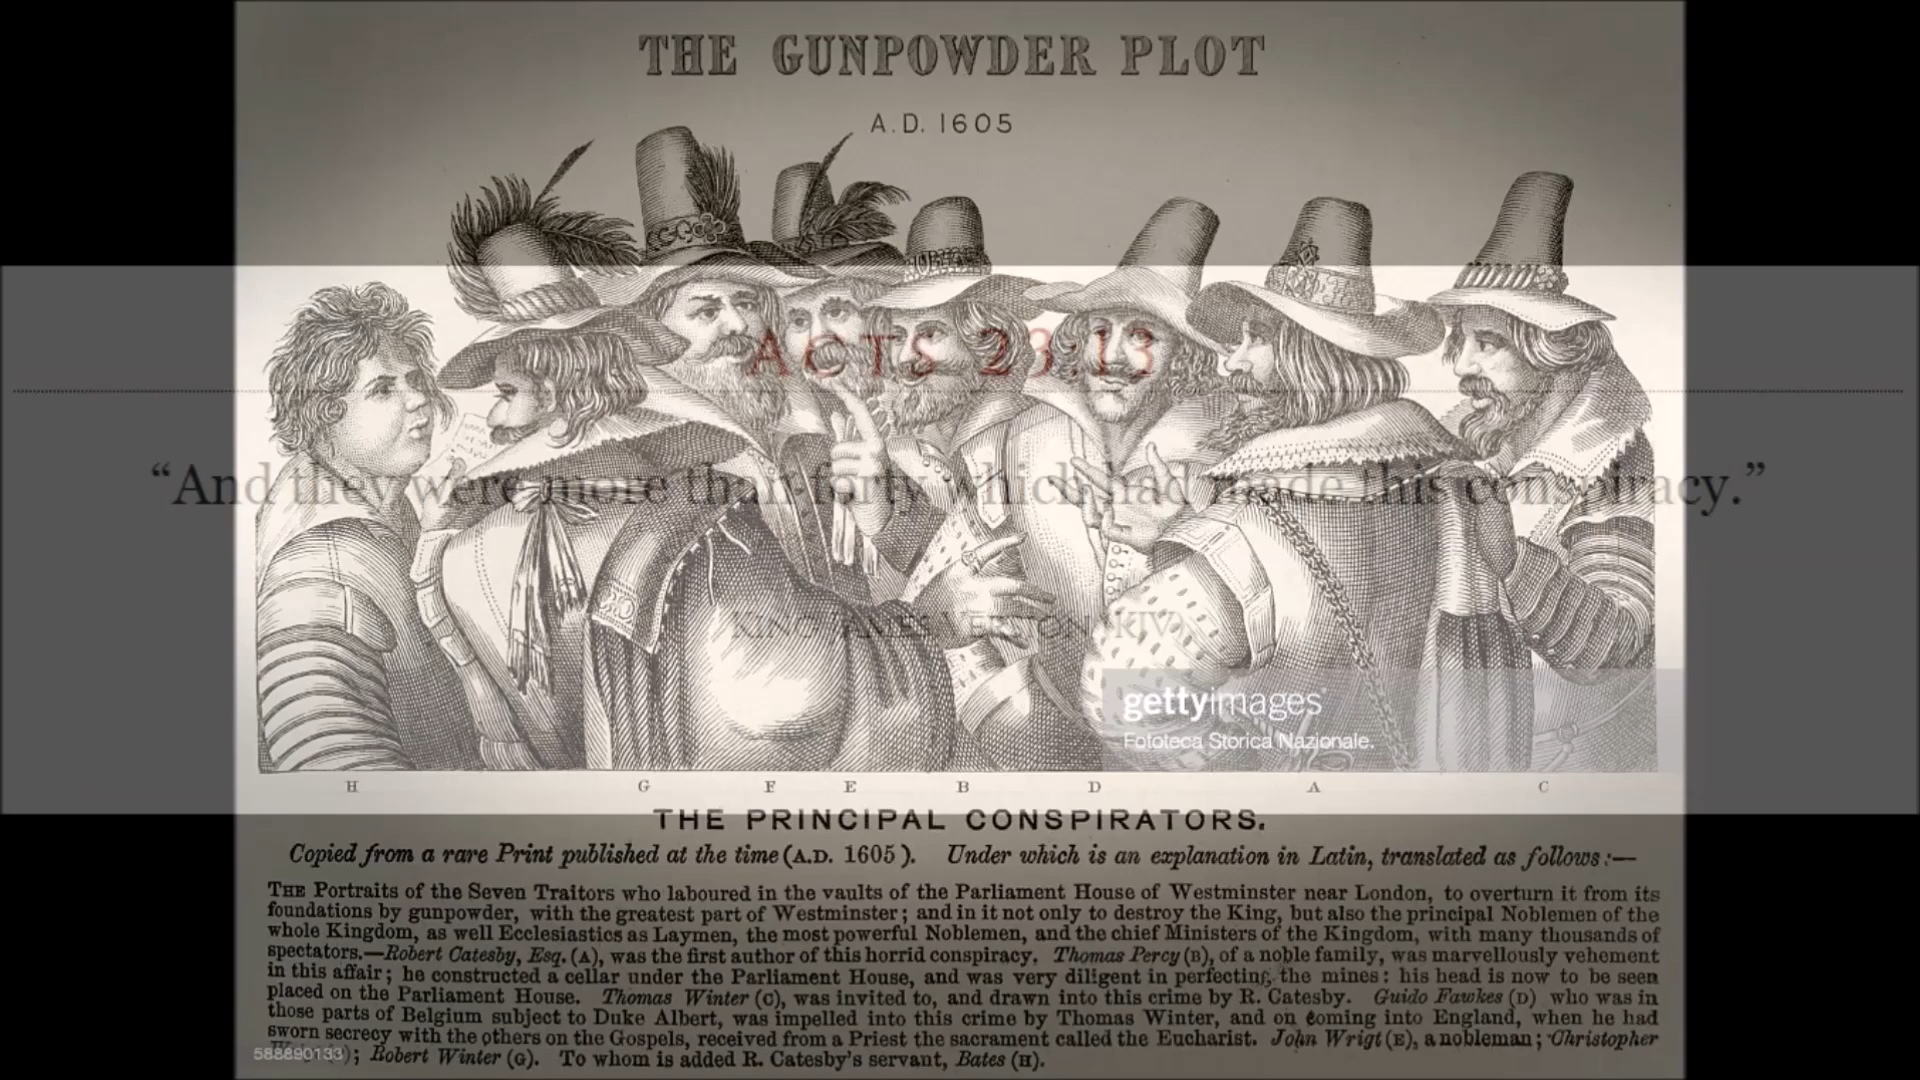 THE GUNPOWDER PLOT
A.D. 1605
ACTS 23:13
“And they were more than forty which had made this conspiracy.”
KING JAMES VERSION (KJV)
gettyimages
Fototeca Storica Nazionale.
H G F E B D A C
THE PRINCIPAL CONSPIRATORS.
Copied from a rare Print published at the time (A.D. 1605). Under which is an explanation in Latin, translated as follows:—
THE Portraits of the Seven Traitors who laboured in the vaults of the Parliament House of Westminster near London, to overturn it from its
foundations by gunpowder, with the greatest part of Westminster; and in it not only to destroy the King, but also the principal Noblemen of the
whole Kingdom, as well Ecclesiastics as Laymen, the most powerful Noblemen, and the chief Ministers of the Kingdom, with many thousands of
spectators.—Robert Catesby, Esq. (A), was the first author of this horrid conspiracy. Thomas Percy (B), of a noble family, was marvellously vehement
in this affair; he constructed a cellar under the Parliament House, and was very diligent in perfecting the mines: his head is now to be seen
placed on the Parliament House. Thomas Winter (C), was invited to, and drawn into this crime by R. Catesby. Guido Fawkes (D) who was in
those parts of Belgium subject to Duke Albert, was impelled into this crime by Thomas Winter, and on coming into England, when he had
sworn secrecy with the others on the Gospels, received from a Priest the sacrament called the Eucharist. John Wrigt (E), a nobleman; Christopher
588890133 ); Robert Winter (G). To whom is added R. Catesby's servant, Bates (H).